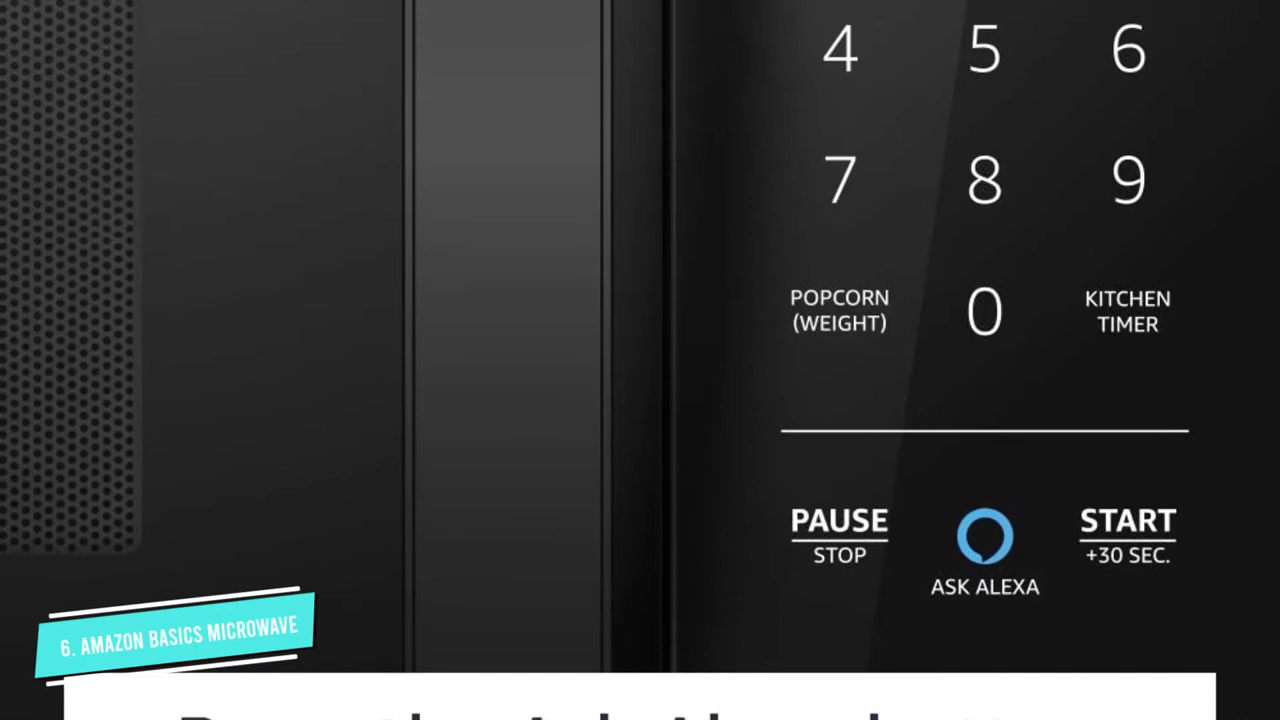 4 5 6
7 8 9
POPCORN
(WEIGHT)
0
KITCHEN
TIMER
PAUSE
STOP
ASK ALEXA
START
+30 SEC.
6. AMAZON BASICS MICROWAVE